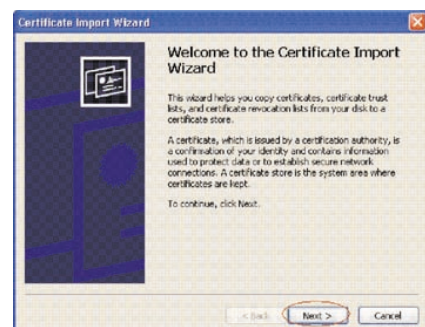 Certificate Import Wizard
Welcome to the Certificate Import
Wizard
This wizard helps you copy certificates, certificate trust
lists, and certificate revocation lists from your disk to a
certificate store.
A certificate, which is issued by a certification authority, is
a confirmation of your identity and contains information
used to protect data or to establish secure network
connections. A certificate store is the system area where
certificates are kept.
To continue, click Next.
< Back
Next >
Cancel